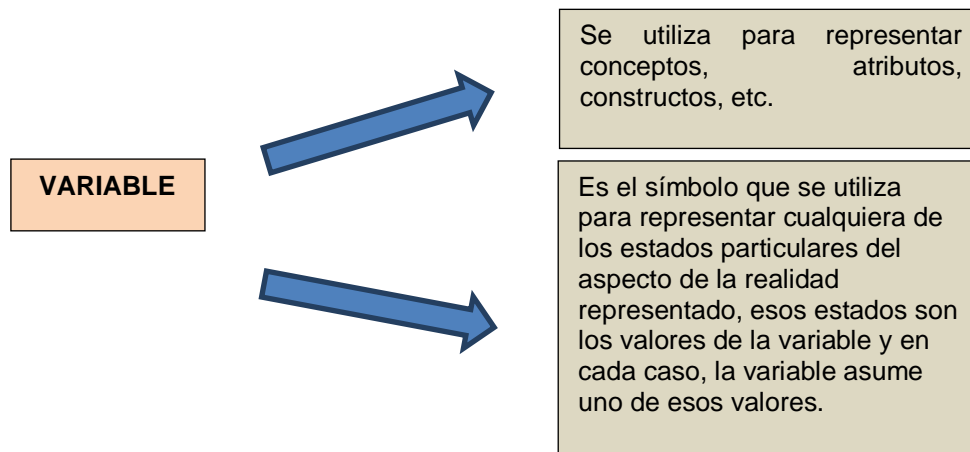 VARIABLE
Se utiliza para representar
conceptos, atributos,
constructos, etc.
Es el símbolo que se utiliza
para representar cualquiera de
los estados particulares del
aspecto de la realidad
representado, esos estados son
los valores de la variable y en
cada caso, la variable asume
uno de esos valores.